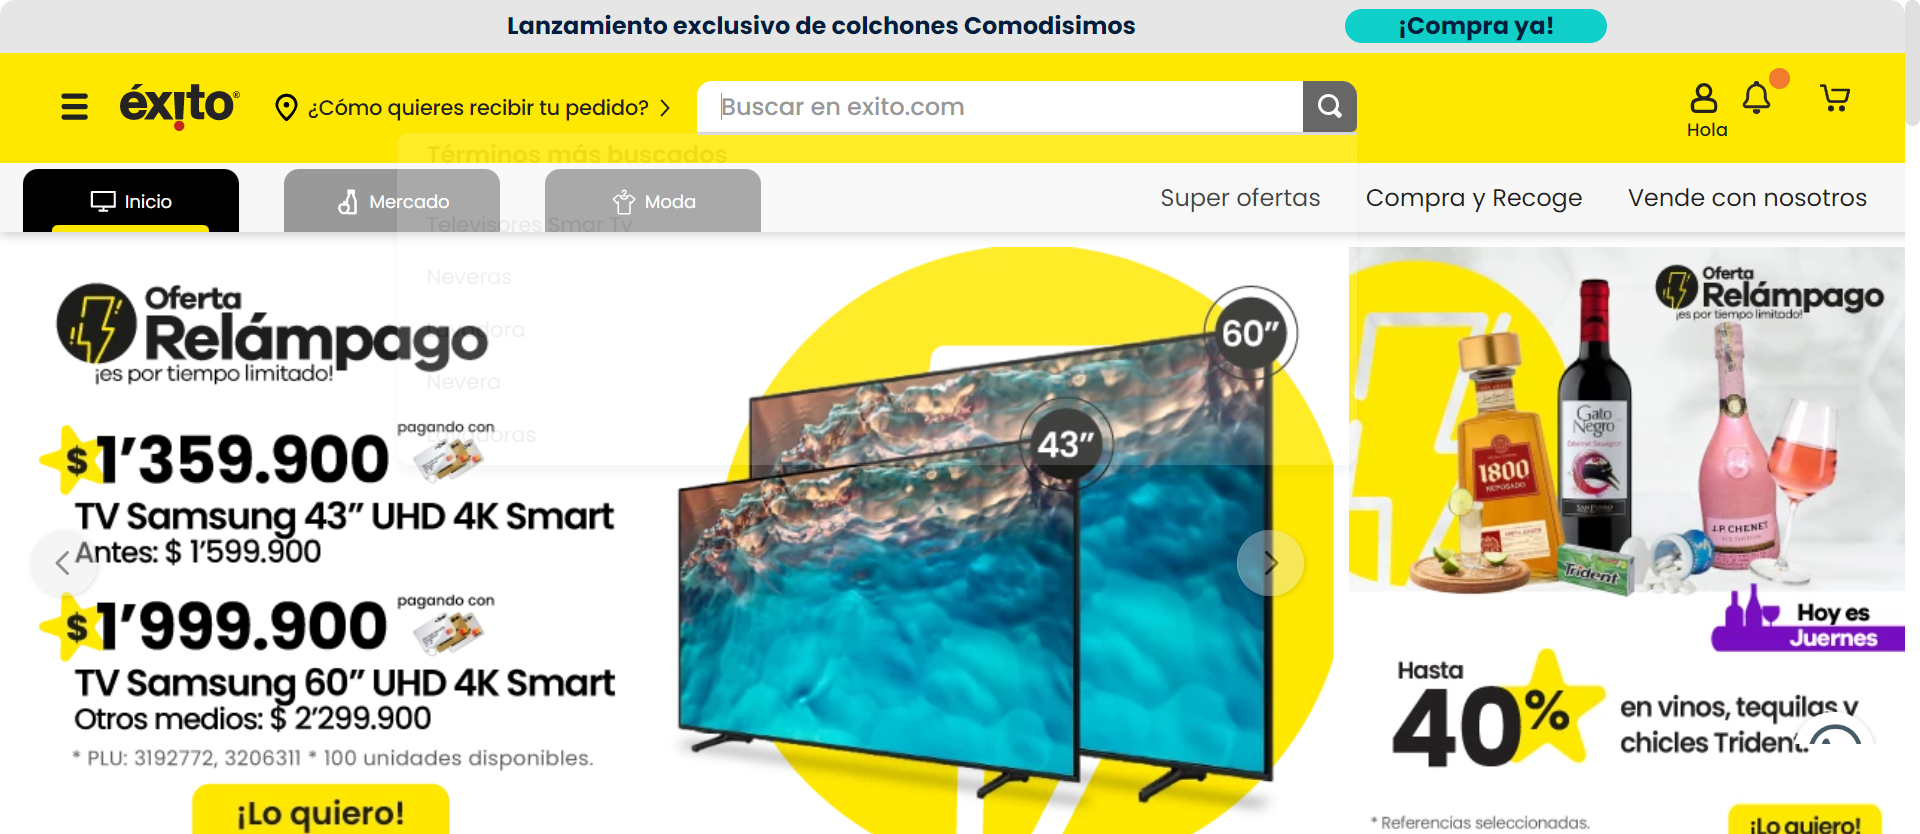 Lanzamiento exclusivo de colchones Comodisimos
¡Compra ya!
éxito®
¿Cómo quieres recibir tu pedido?
Buscar en exito.com
Hola
Términos más buscados
Inicio
Mercado
Moda
Super ofertas
Compra y Recoge
Vende con nosotros
Televisores Smar Tv
Neveras
Nevera
Oferta
Relámpago
¡es por tiempo limitado!
$1'359.900
pagando con
TV Samsung 43” UHD 4K Smart
Antes: $ 1'599.900
$1'999.900
pagando con
TV Samsung 60” UHD 4K Smart
Otros medios: $ 2'299.900
* PLU: 3192772, 3206311 * 100 unidades disponibles.
¡Lo quiero!
60”
43”
Oferta
Relámpago
¡es por tiempo limitado!
1800
REPOSADO
Gato
Negro
Cabernet Sauvignon
J.P. CHENET
Trident
Hoy es
Juernes
Hasta
40%
en vinos, tequilas y
chicles Trident.
* Referencias seleccionadas.
¡Lo quiero!